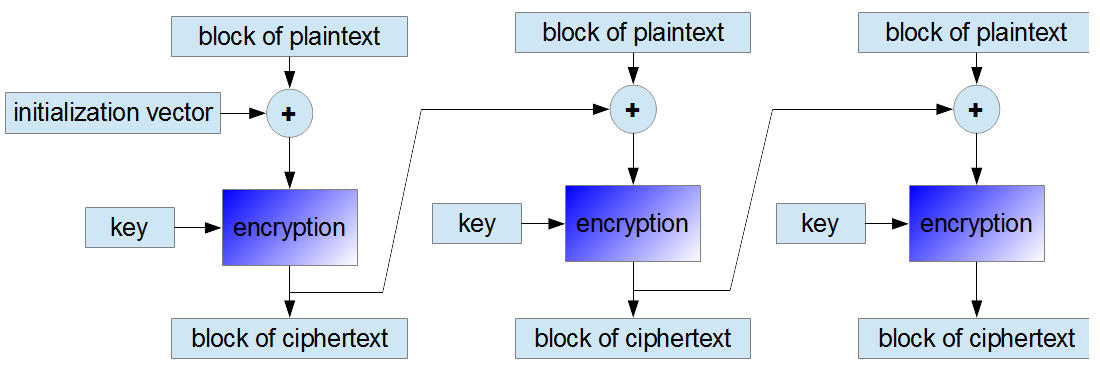 block of plaintext
block of plaintext
block of plaintext
initialization vector
+
+
+
key
encryption
key
encryption
key
encryption
block of ciphertext
block of ciphertext
block of ciphertext